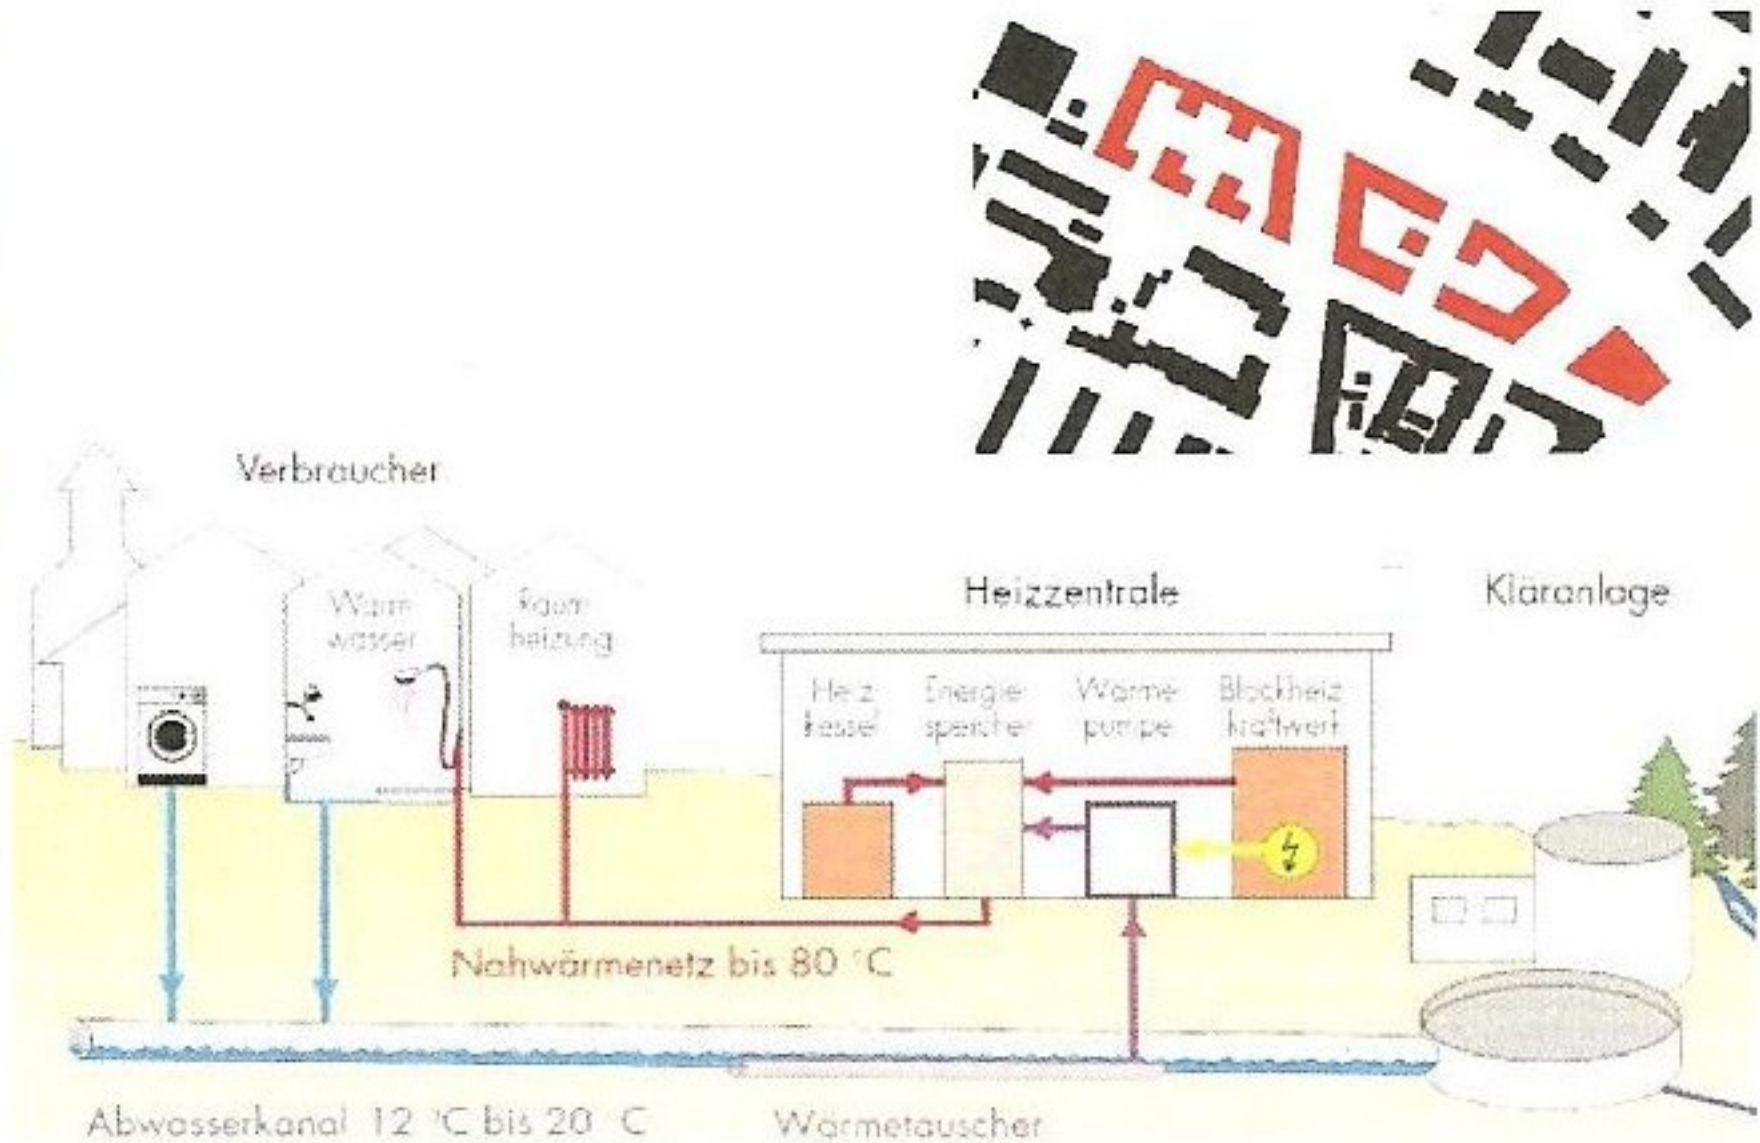 Verbraucher
Warm
wasser
Raum
heizung
Heizzentrale
Kläranlage
Heiz
kessel
Energie
speicher
Wärme
pumpe
Blockheiz
kraftwerk
Nahwärmenetz bis 80 °C
Abwasserkanal 12 °C bis 20 °C
Wärmetauscher